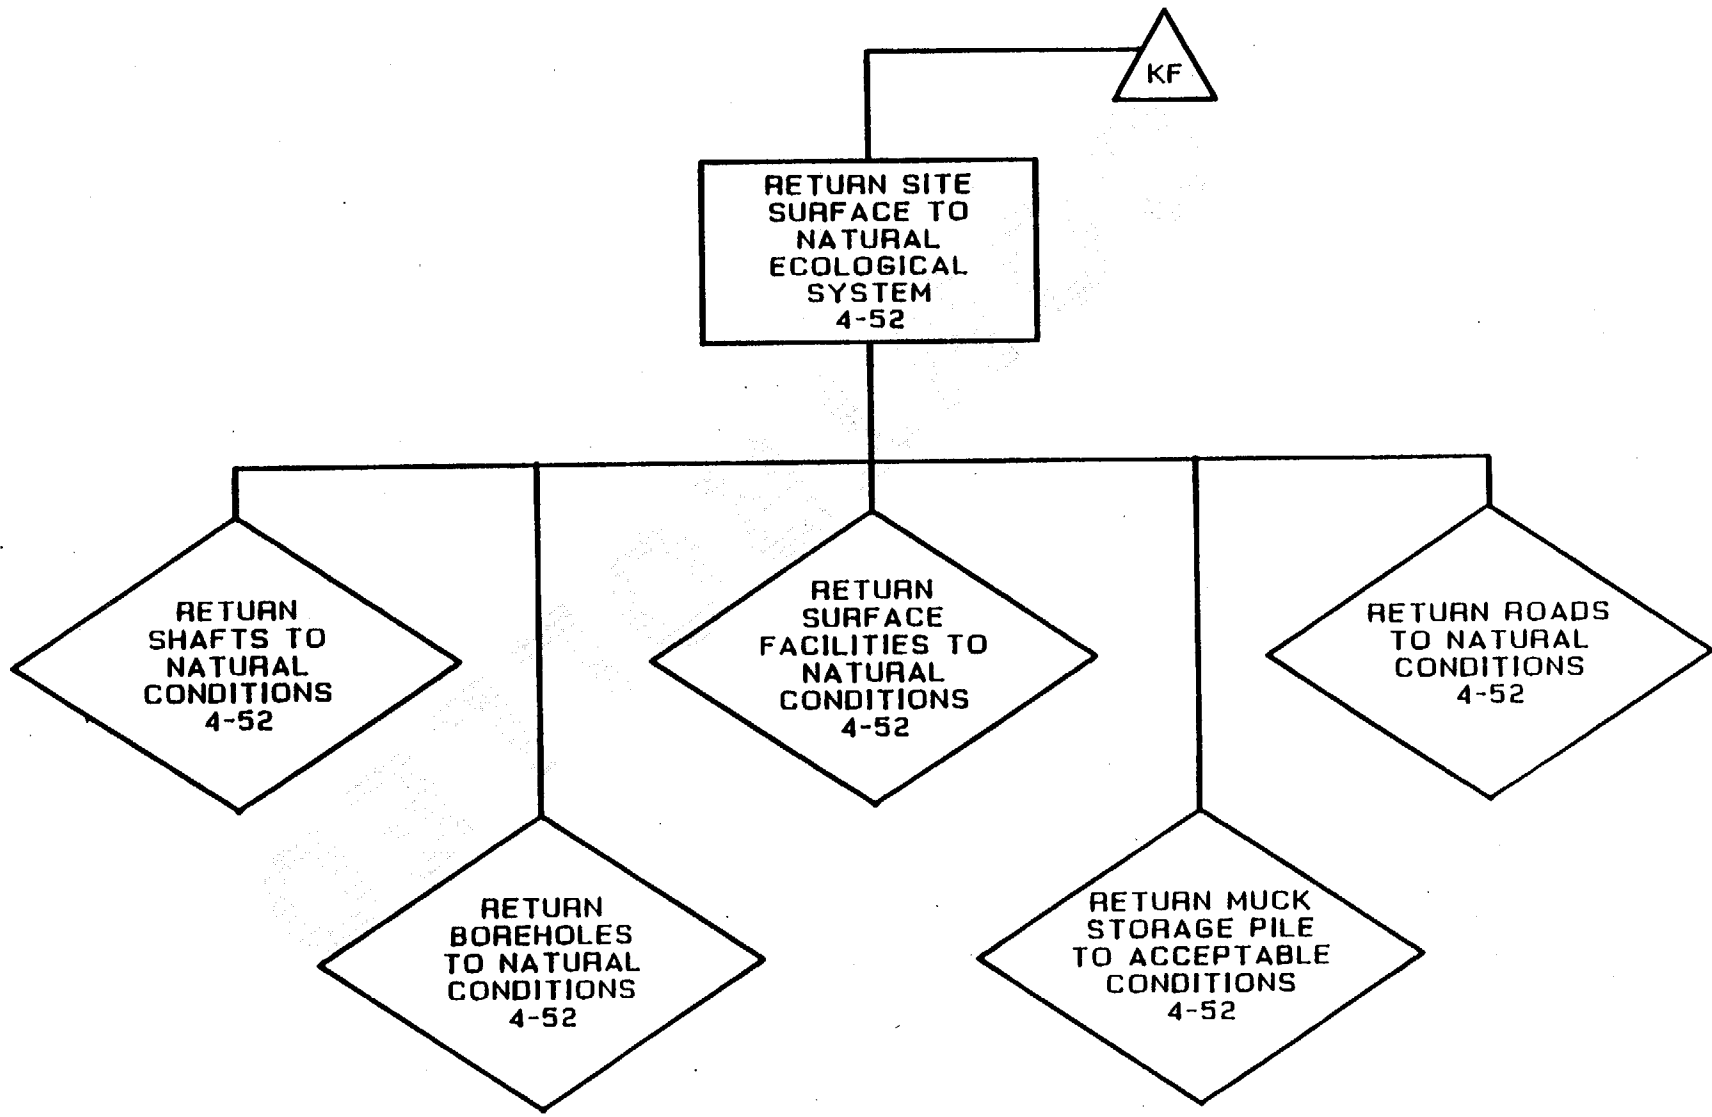 KF
RETURN SITE
SURFACE TO
NATURAL
ECOLOGICAL
SYSTEM
4-52
RETURN
SHAFTS TO
NATURAL
CONDITIONS
4-52
RETURN
SURFACE
FACILITIES TO
NATURAL
CONDITIONS
4-52
RETURN ROADS
TO NATURAL
CONDITIONS
4-52
RETURN
BOREHOLES
TO NATURAL
CONDITIONS
4-52
RETURN MUCK
STORAGE PILE
TO ACCEPTABLE
CONDITIONS
4-52